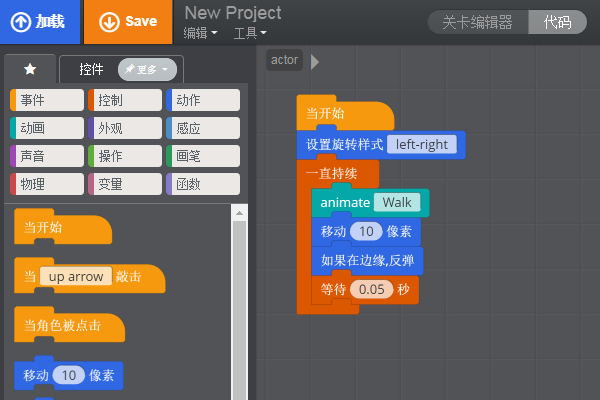 加载
Save
New Project
编辑
工具
关卡编辑器
代码
控件
更多
actor
事件
控制
动作
动画
外观
感应
声音
操作
画笔
物理
变量
函数
当开始
当 up arrow 敲击
当角色被点击
移动 10 像素
当开始
设置旋转样式 left-right
一直持续
animate Walk
移动 10 像素
如果在边缘,反弹
等待 0.05 秒